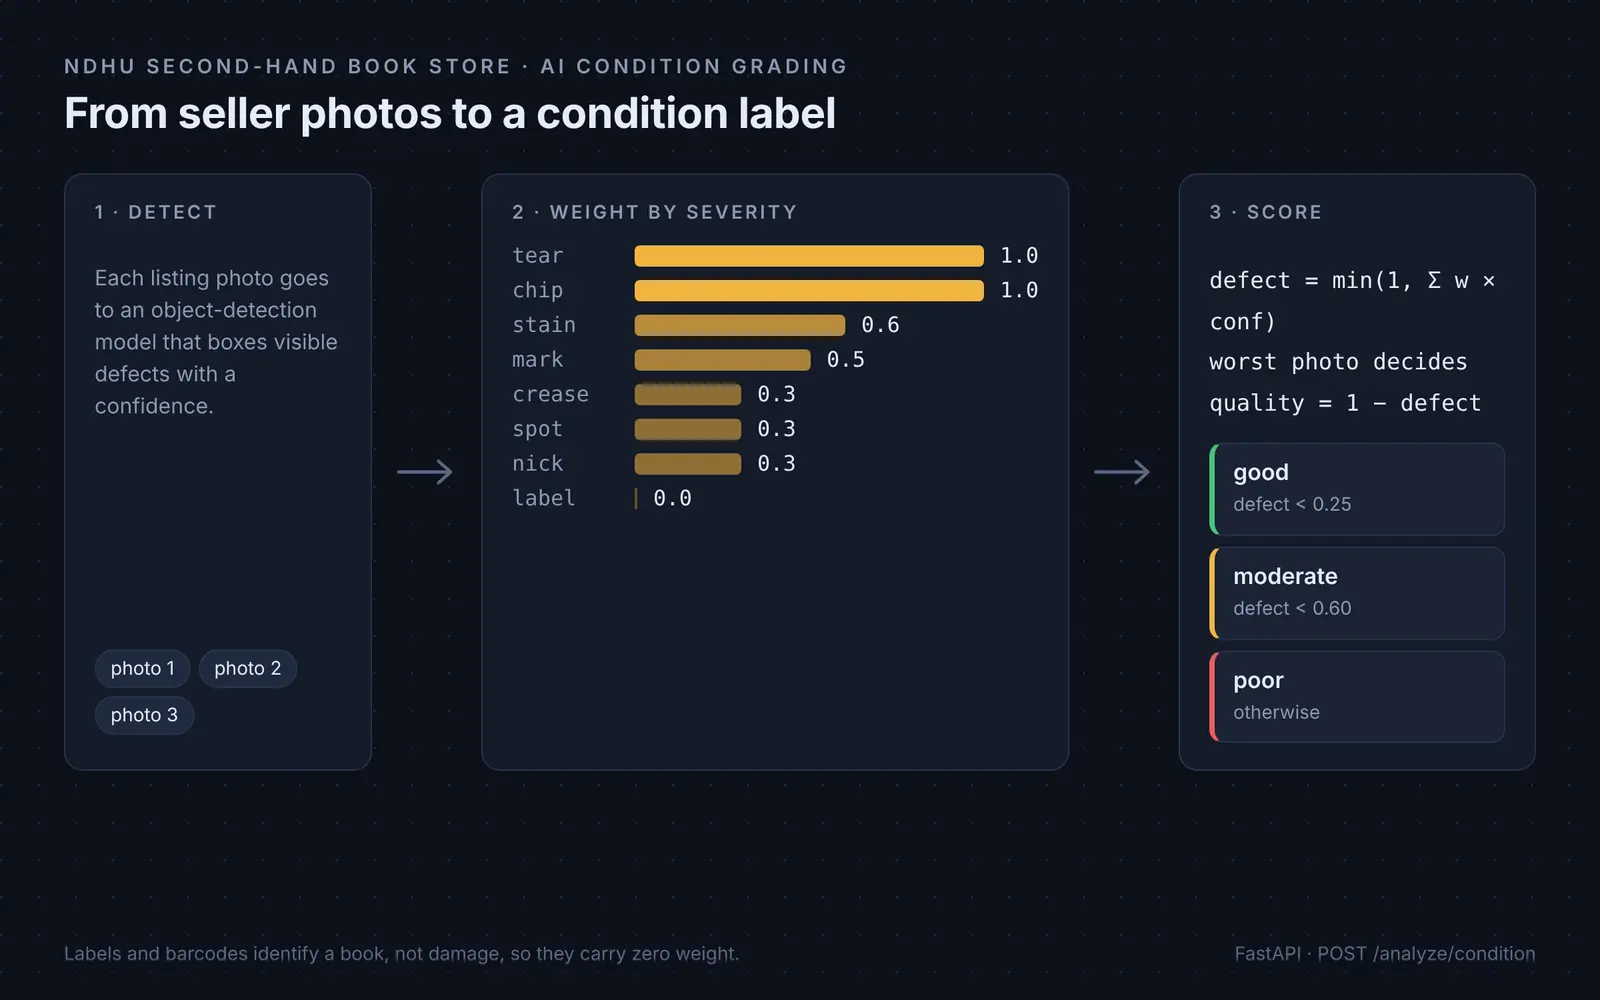 NDHU SECOND-HAND BOOK STORE · AI CONDITION GRADING
From seller photos to a condition label
1 · DETECT
Each listing photo goes
to an object-detection
model that boxes visible
defects with a
confidence.
photo 1
photo 2
photo 3
2 · WEIGHT BY SEVERITY
tear 1.0
chip 1.0
stain 0.6
mark 0.5
crease 0.3
spot 0.3
nick 0.3
label 0.0
3 · SCORE
defect = min(1, Σ w ×
conf)
worst photo decides
quality = 1 − defect
good
defect < 0.25
moderate
defect < 0.60
poor
otherwise
Labels and barcodes identify a book, not damage, so they carry zero weight.
FastAPI · POST /analyze/condition